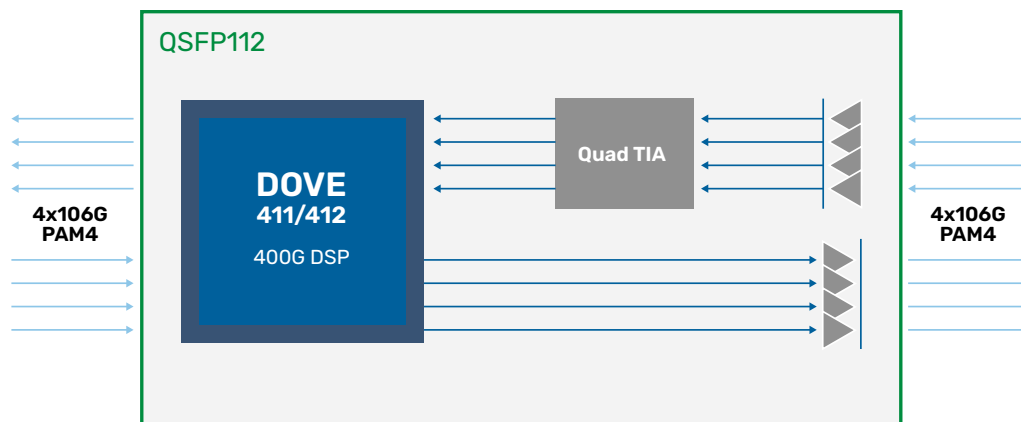 QSFP112
Quad TIA
DOVE
411/412
400G DSP
4x106G
PAM4
4x106G
PAM4